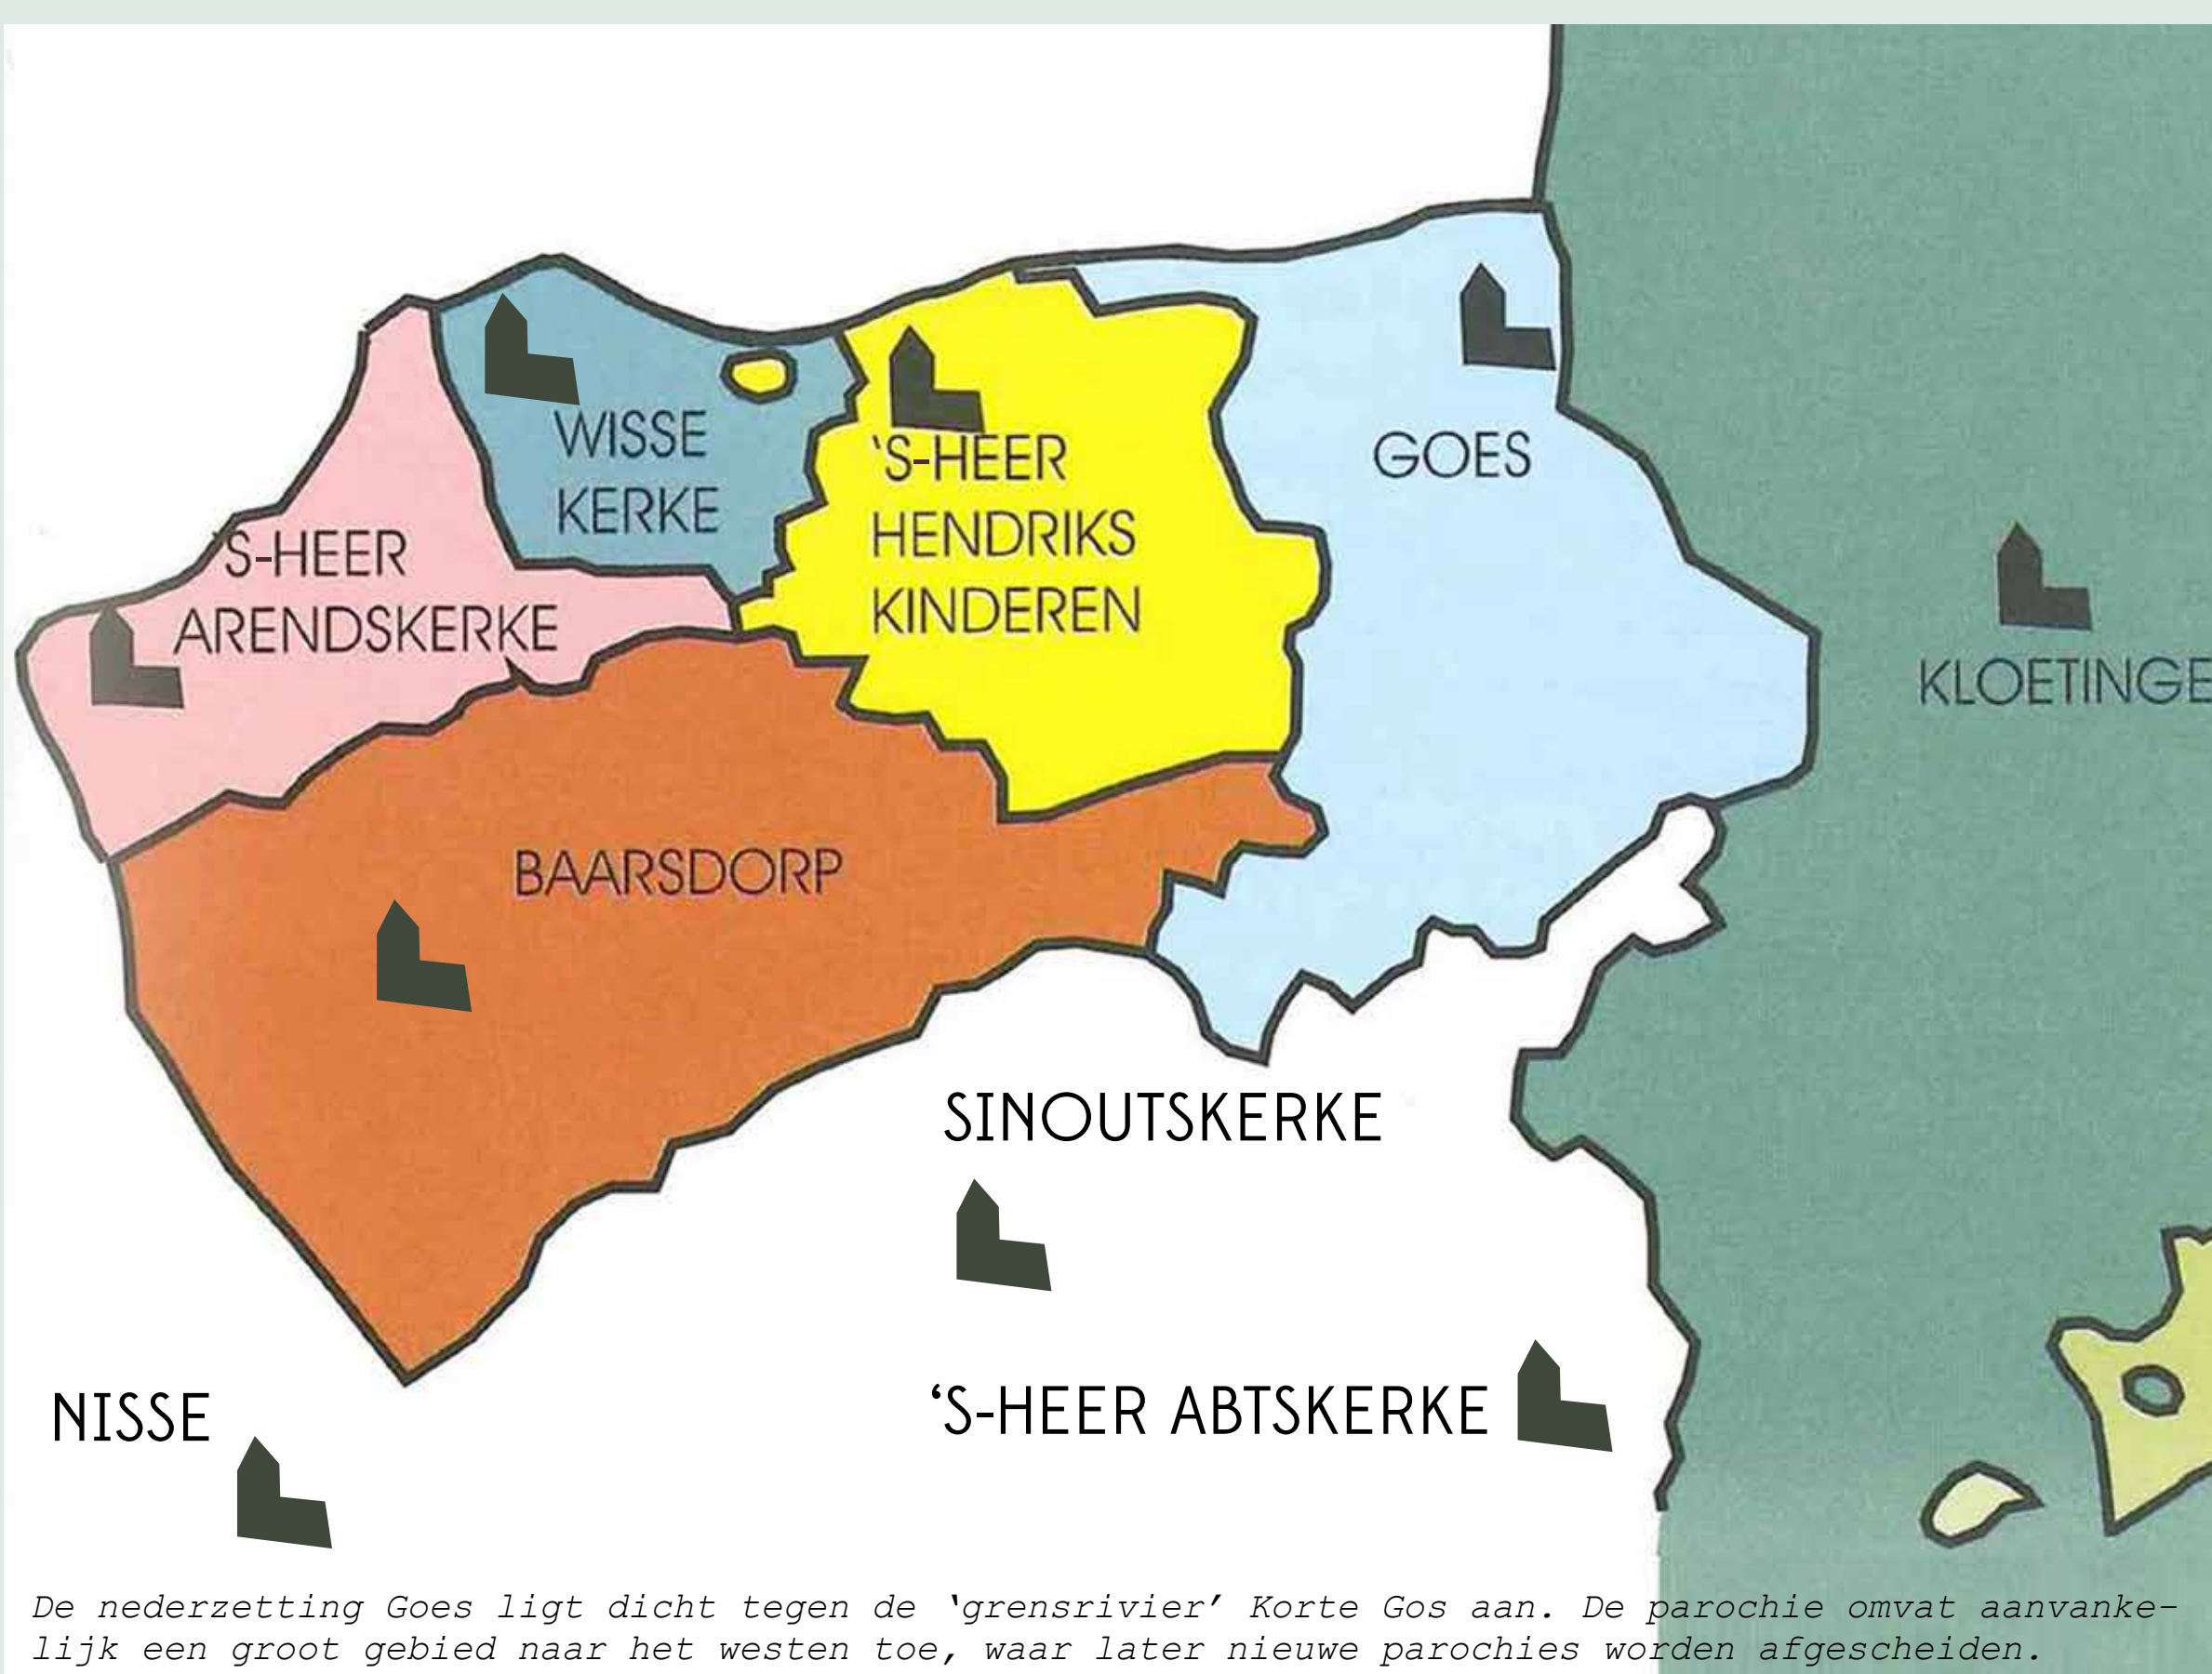 WISSE
KERKE
'S-HEER
HENDRIKS
KINDEREN
GOES
'S-HEER
ARENDSKERKE
KLOETINGE
BAARSDORP
SINOUTSKERKE
NISSE
‘S-HEER ABTSKERKE
De nederzetting Goes ligt dicht tegen de ‘grensrivier’ Korte Gos aan. De parochie omvat aanvanke-
lijk een groot gebied naar het westen toe, waar later nieuwe parochies worden afgescheiden.